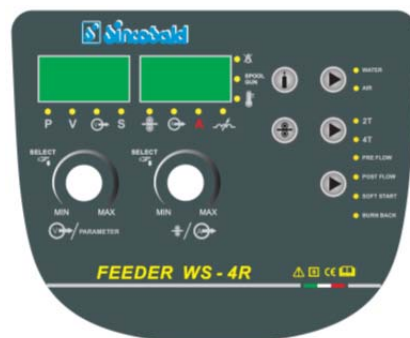 Sincosald
SPOOL
GUN
P V S A
SELECT SELECT
MIN MAX MIN MAX
V / PARAMETER
WATER
AIR
2T
4T
PRE FLOW
POST FLOW
SOFT START
BURN BACK
FEEDER WS - 4R
CE